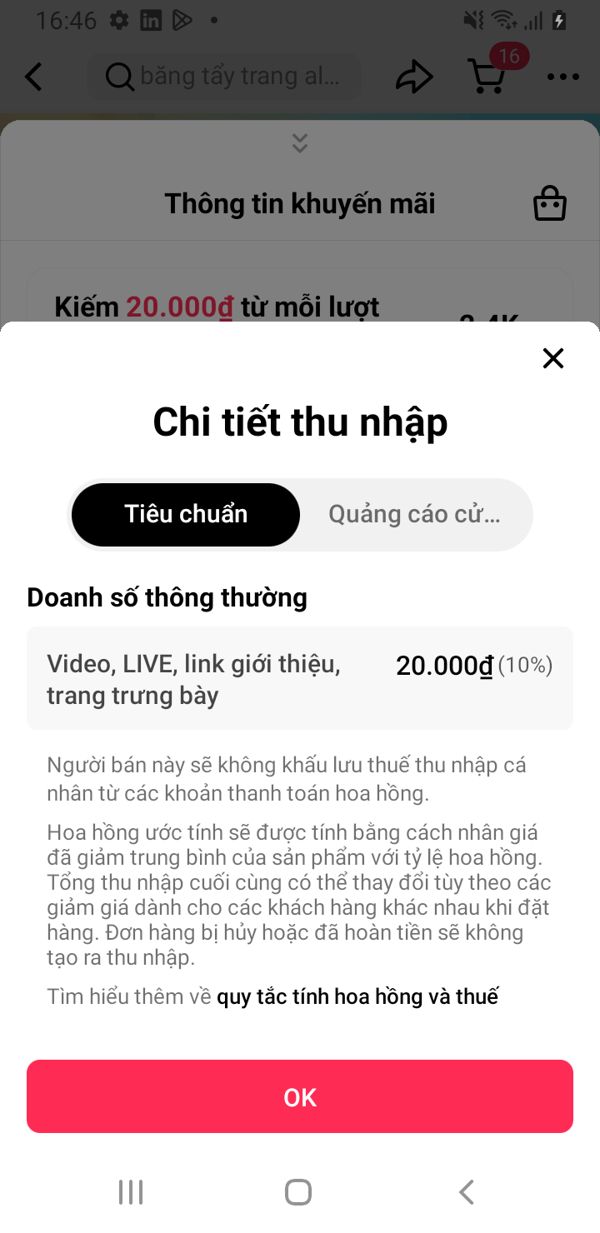 16:46
băng tẩy trang al...
16
Thông tin khuyến mãi
Kiếm 20.000₫ từ mỗi lượt
Chi tiết thu nhập
Tiêu chuẩn
Quảng cáo cử...
Doanh số thông thường
Video, LIVE, link giới thiệu,
trang trưng bày
20.000₫ (10%)
Người bán này sẽ không khấu lưu thuế thu nhập cá
nhân từ các khoản thanh toán hoa hồng.
Hoa hồng ước tính sẽ được tính bằng cách nhân giá
đã giảm trung bình của sản phẩm với tỷ lệ hoa hồng.
Tổng thu nhập cuối cùng có thể thay đổi tùy theo các
giảm giá dành cho các khách hàng khác nhau khi đặt
hàng. Đơn hàng bị hủy hoặc đã hoàn tiền sẽ không
tạo ra thu nhập.
Tìm hiểu thêm về quy tắc tính hoa hồng và thuế
OK